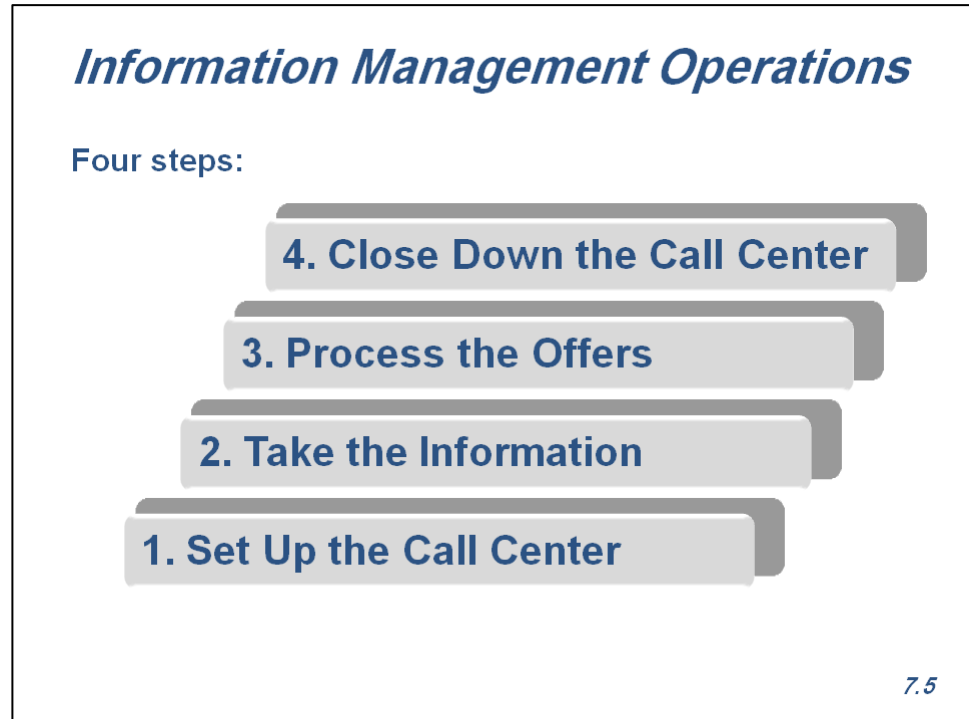 Information Management Operations
Four steps:
4. Close Down the Call Center
3. Process the Offers
2. Take the Information
1. Set Up the Call Center
7.5